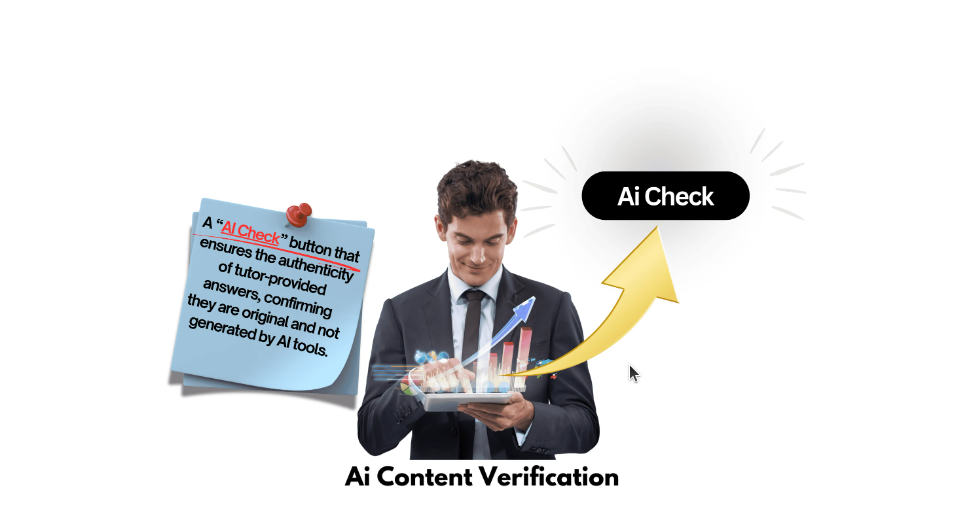 A “AI Check” button that
ensures the authenticity
of tutor-provided
answers, confirming
they are original and not
generated by AI tools.
Ai Check
Ai Content Verification